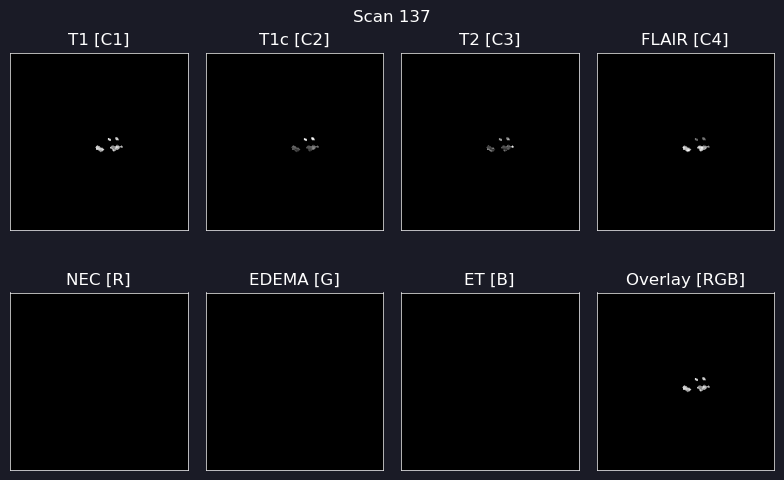 Scan 137
T1 [C1]
T1c [C2]
T2 [C3]
FLAIR [C4]
NEC [R]
EDEMA [G]
ET [B]
Overlay [RGB]